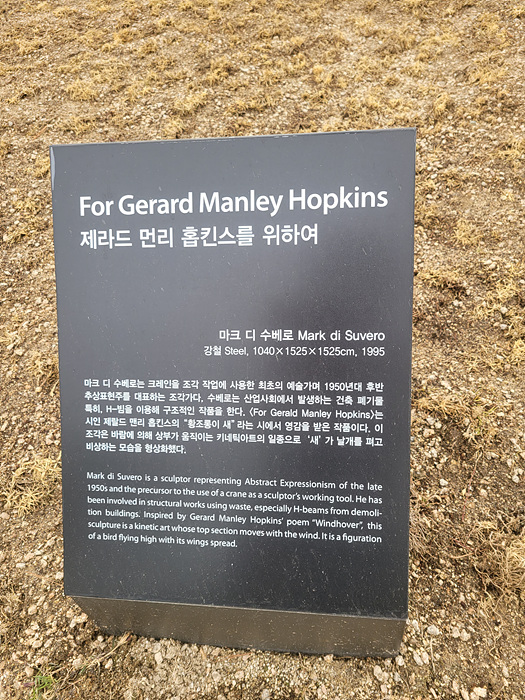 For Gerard Manley Hopkins
제라드 먼리 홉킨스를 위하여
마크 디 수베로 Mark di Suvero
강철 Steel, 1040×1525×1525cm, 1995
마크 디 수베로는 크레인을 조각 작업에 사용한 최초의 예술가며 1950년대 후반
추상표현주를 대표하는 조각가다. 수베로는 산업사회에서 발생하는 건축 폐기물
특히, H-빔을 이용해 구조적인 작품을 한다. 〈For Gerald Manley Hopkins〉는
시인 제랄드 맨리 홉킨스의 “황조롱이 새”라는 시에서 영감을 받은 작품이다. 이
조각은 바람에 의해 상부가 움직이는 키네틱아트의 일종으로 ‘새’가 날개를 펴고
비상하는 모습을 형상화했다.
Mark di Suvero is a sculptor representing Abstract Expressionism of the late
1950s and the precursor to the use of a crane as a sculptor’s working tool. He has
been involved in structural works using waste, especially H-beams from demoli-
tion buildings. Inspired by Gerard Manley Hopkins’ poem “Windhover”, this
sculpture is a kinetic art whose top section moves with the wind. It is a figuration
of a bird flying high with its wings spread.